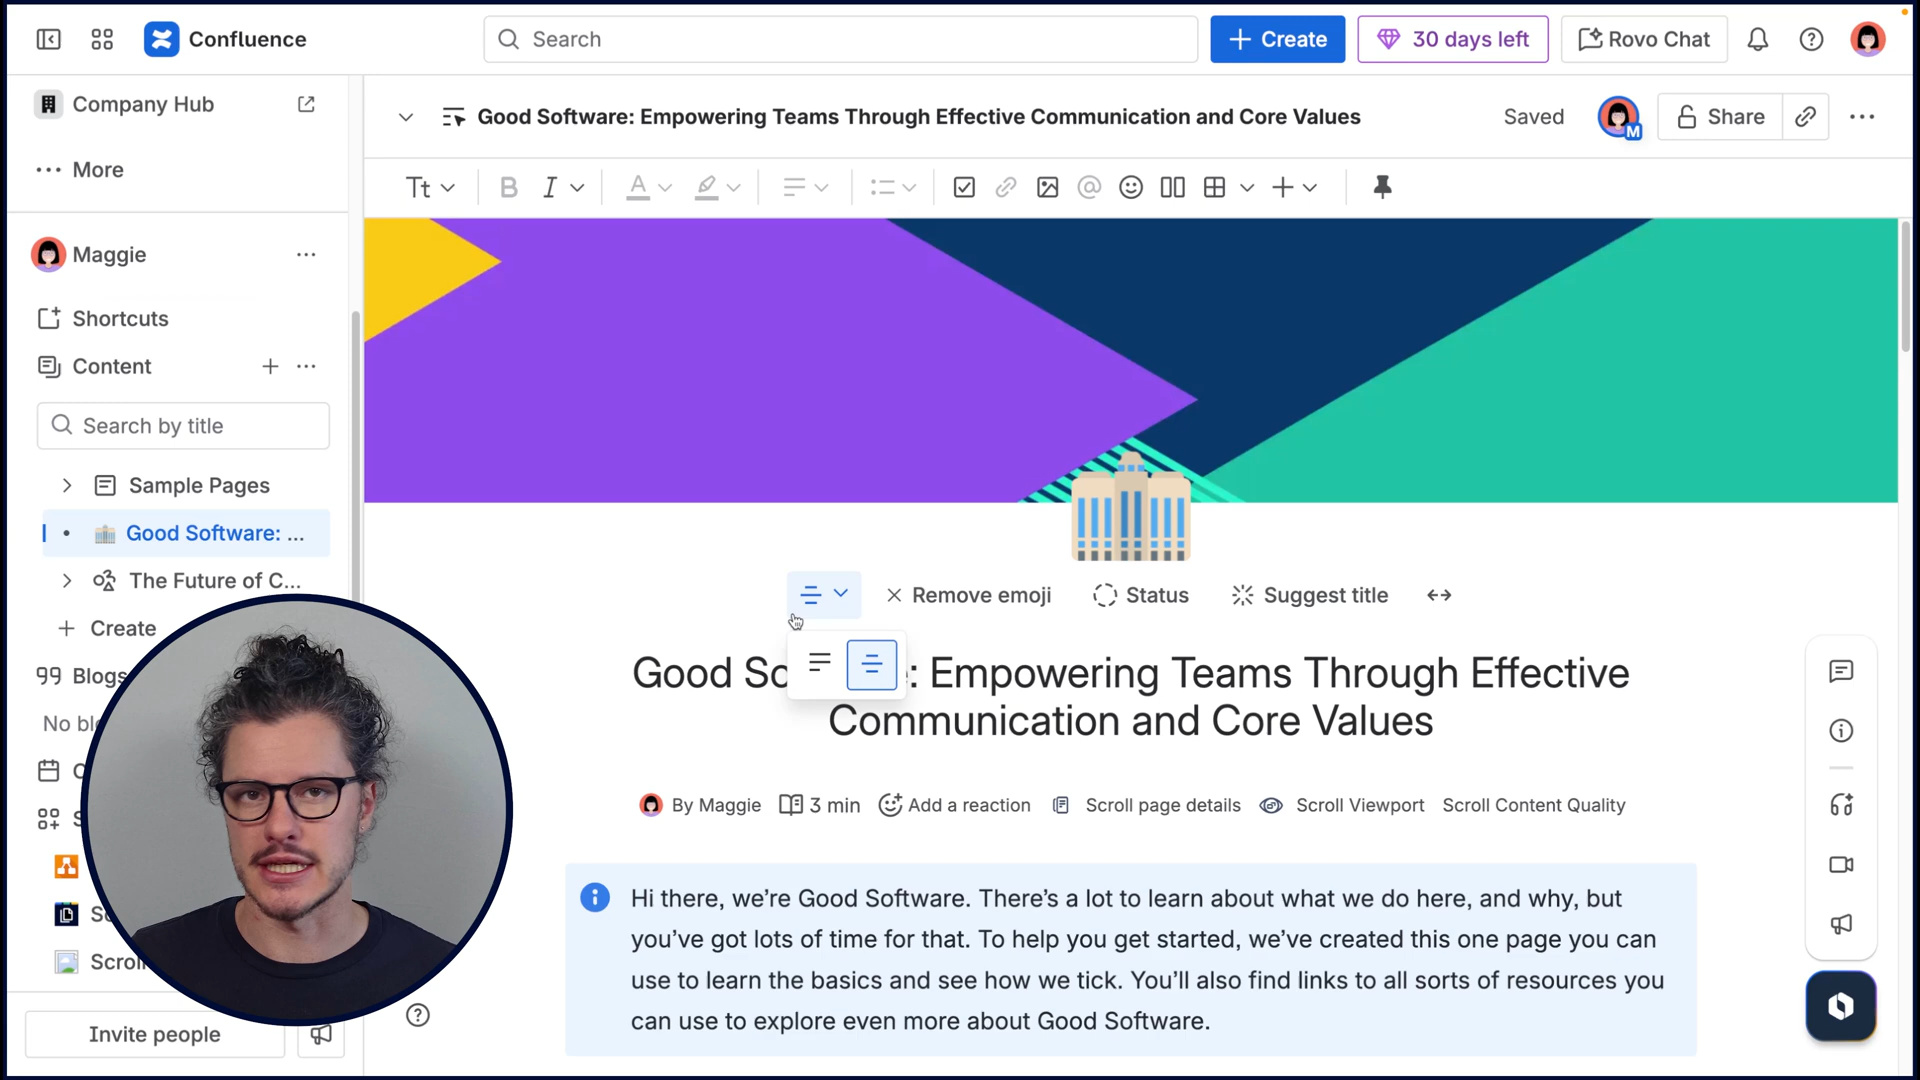 Confluence
Search
Create
30 days left
Rovo Chat
Company Hub
More
Good Software: Empowering Teams Through Effective Communication and Core Values
Saved
M
Share
Tt
B
I
A
Maggie
Shortcuts
Content
Search by title
Sample Pages
Good Software: ...
The Future of C...
Create
Blogs
No blo
Scroll
Invite people
Remove emoji
Status
Suggest title
Good So : Empowering Teams Through Effective
Communication and Core Values
By Maggie
3 min
Add a reaction
Scroll page details
Scroll Viewport
Scroll Content Quality
Hi there, we’re Good Software. There’s a lot to learn about what we do here, and why, but
you’ve got lots of time for that. To help you get started, we’ve created this one page you can
use to learn the basics and see how we tick. You’ll also find links to all sorts of resources you
can use to explore even more about Good Software.